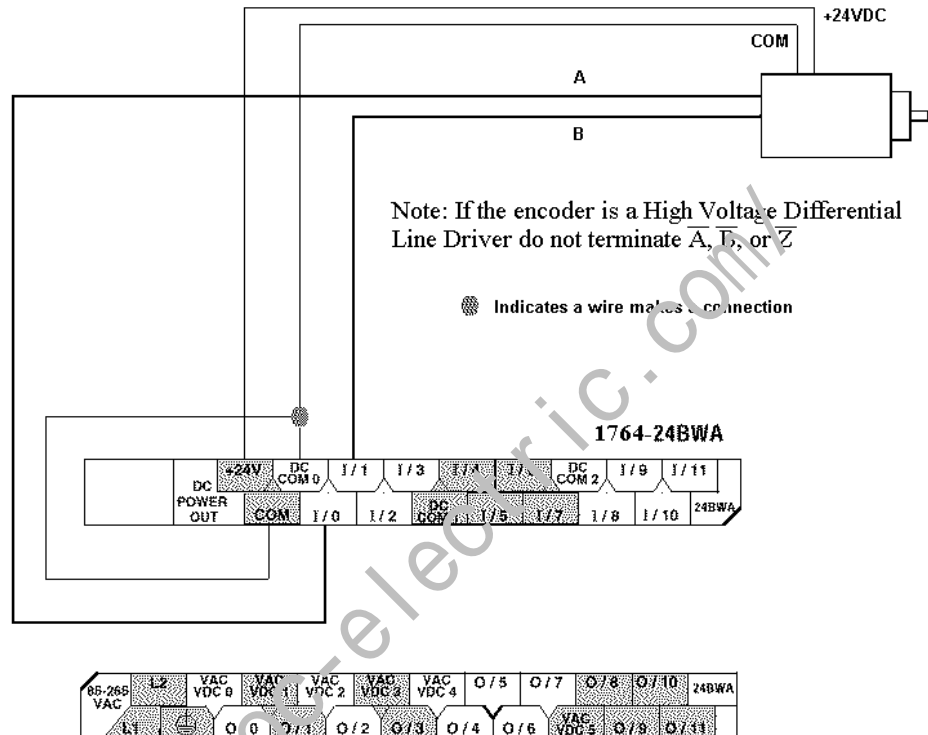 +24VDC
COM
A
B
Note: If the encoder is a High Voltage Differential
Line Driver do not terminate A̅, B̅, or Z̅
Indicates a wire makes a connection
1764-24BWA
+24V DC COM 0 I/1 I/3 I/4 I/6 DC COM 2 I/9 I/11
DC POWER OUT COM I/0 I/2 DC COM 1 I/5 I/7 I/8 I/10 24BWA
85-265 VAC L2 VAC VDC 0 VAC VDC 1 VAC VDC 2 VAC VDC 3 VAC VDC 4 O/5 O/7 O/8 O/10 24BWA
L1 O/0 O/1 O/2 O/3 O/4 O/6 VAC VDC 5 O/9 O/11